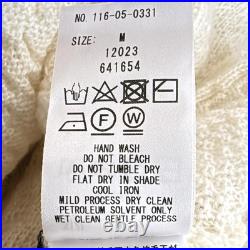 NO. 116-05-0331
SIZE: M
12023
641654
F W
HAND WASH
DO NOT BLEACH
DO NOT TUMBLE DRY
FLAT DRY IN SHADE
COOL IRON
MILD PROCESS DRY CLEAN
PETROLEUM SOLVENT ONLY
WET CLEAN GENTLE PROCESS